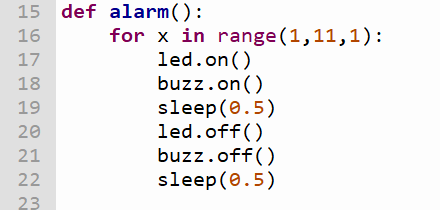 15 def alarm():
16     for x in range(1,11,1):
17         led.on()
18         buzz.on()
19         sleep(0.5)
20         led.off()
21         buzz.off()
22         sleep(0.5)
23